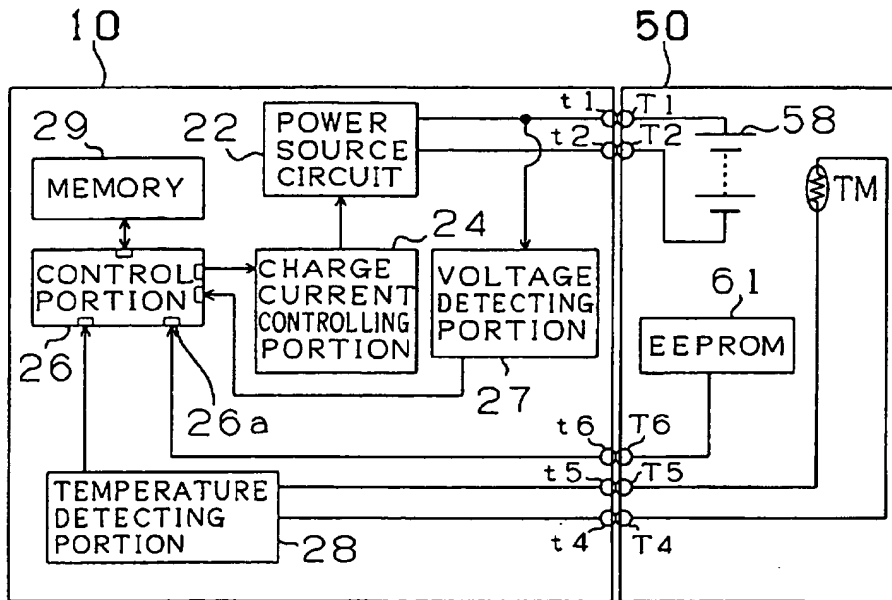 10
50
29
MEMORY
22
POWER
SOURCE
CIRCUIT
t1
T1
t2
T2
58
TM
CONTROL
PORTION
26
26a
24
CHARGE
CURRENT
CONTROLLING
PORTION
VOLTAGE
DETECTING
PORTION
27
61
EEPROM
t6
T6
t5
T5
t4
T4
TEMPERATURE
DETECTING
PORTION
28